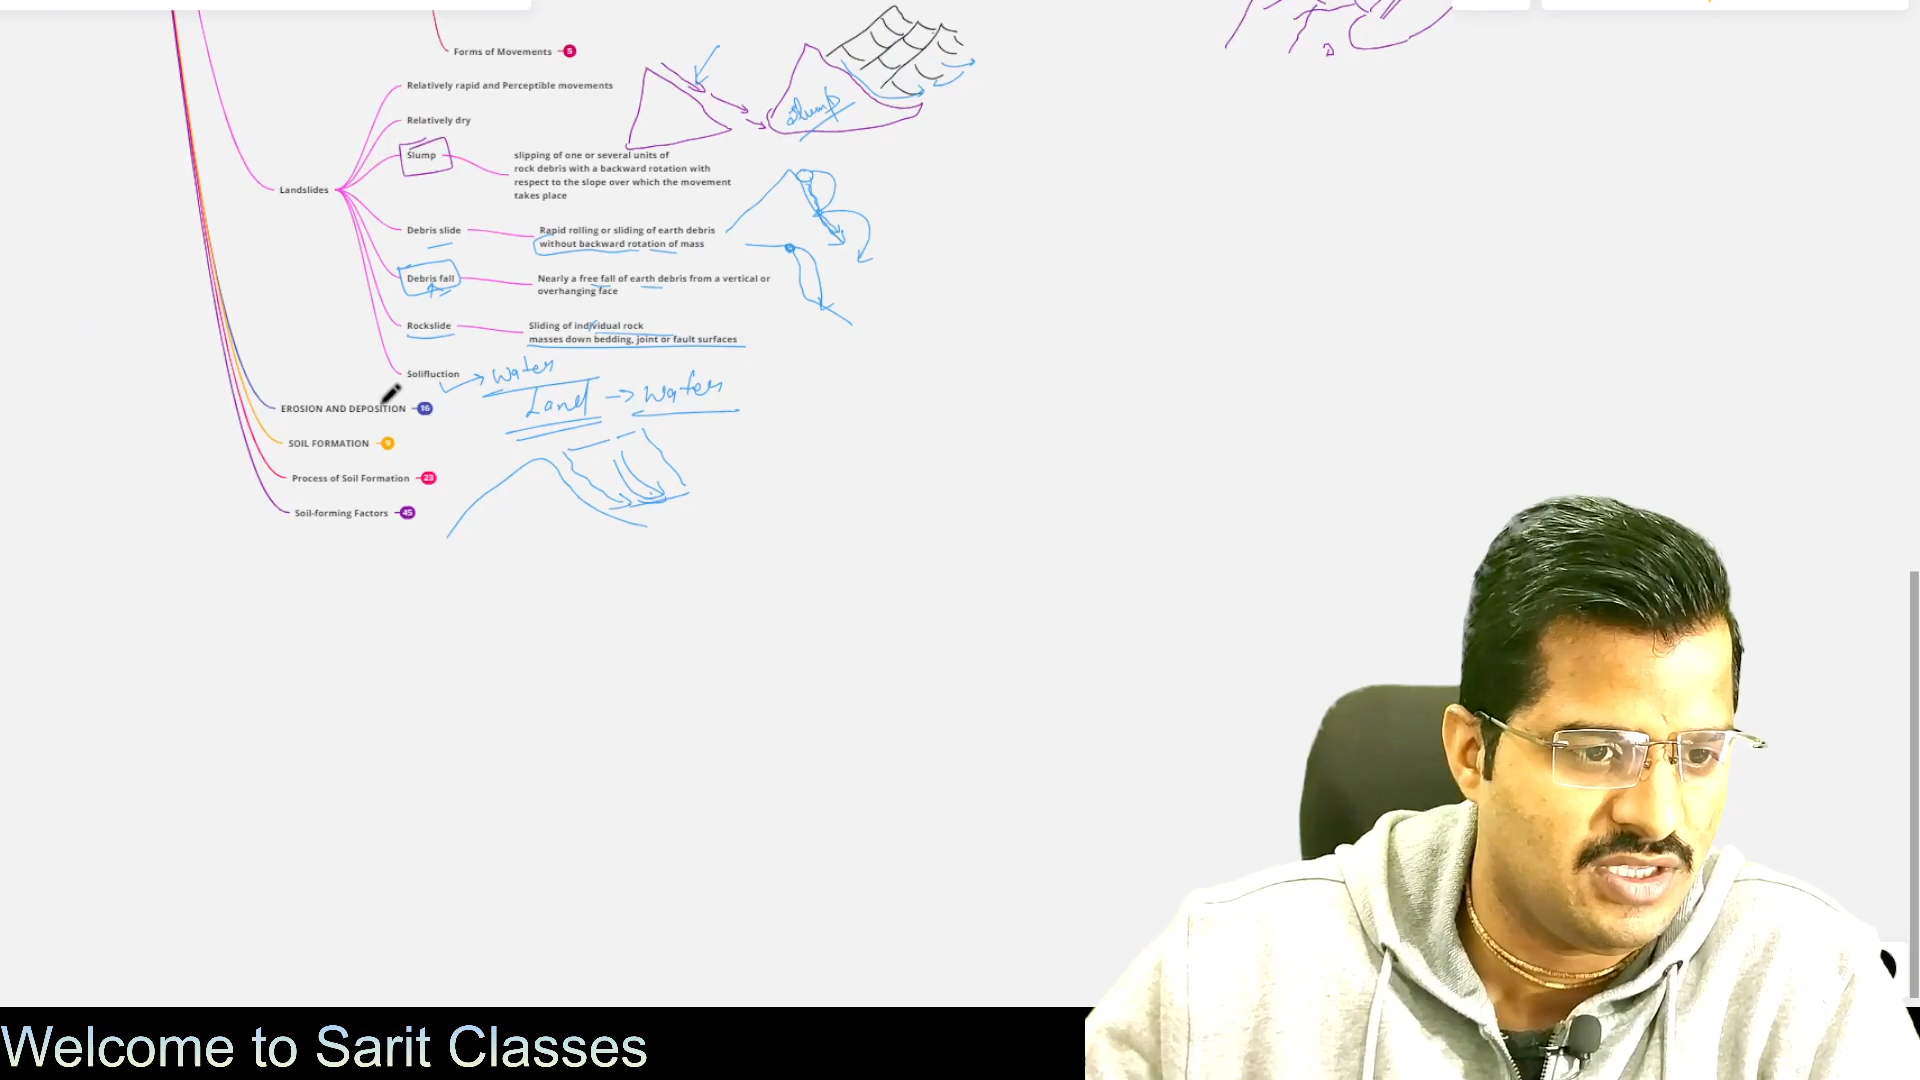 Forms of Movements 5
Relatively rapid and Perceptible movements
Relatively dry
Slump
slipping of one or several units of
rock debris with a backward rotation with
respect to the slope over which the movement
takes place
Slump
Landslides
Debris slide
Rapid rolling or sliding of earth debris
without backward rotation of mass
Debris fall
Nearly a free fall of earth debris from a vertical or
overhanging face
Rockslide
Sliding of individual rock
masses down bedding, joint or fault surfaces
Solifluction
Water
Land → Water
EROSION AND DEPOSITION 16
SOIL FORMATION 9
Process of Soil Formation 23
Soil-forming Factors 45
Welcome to Sarit Classes